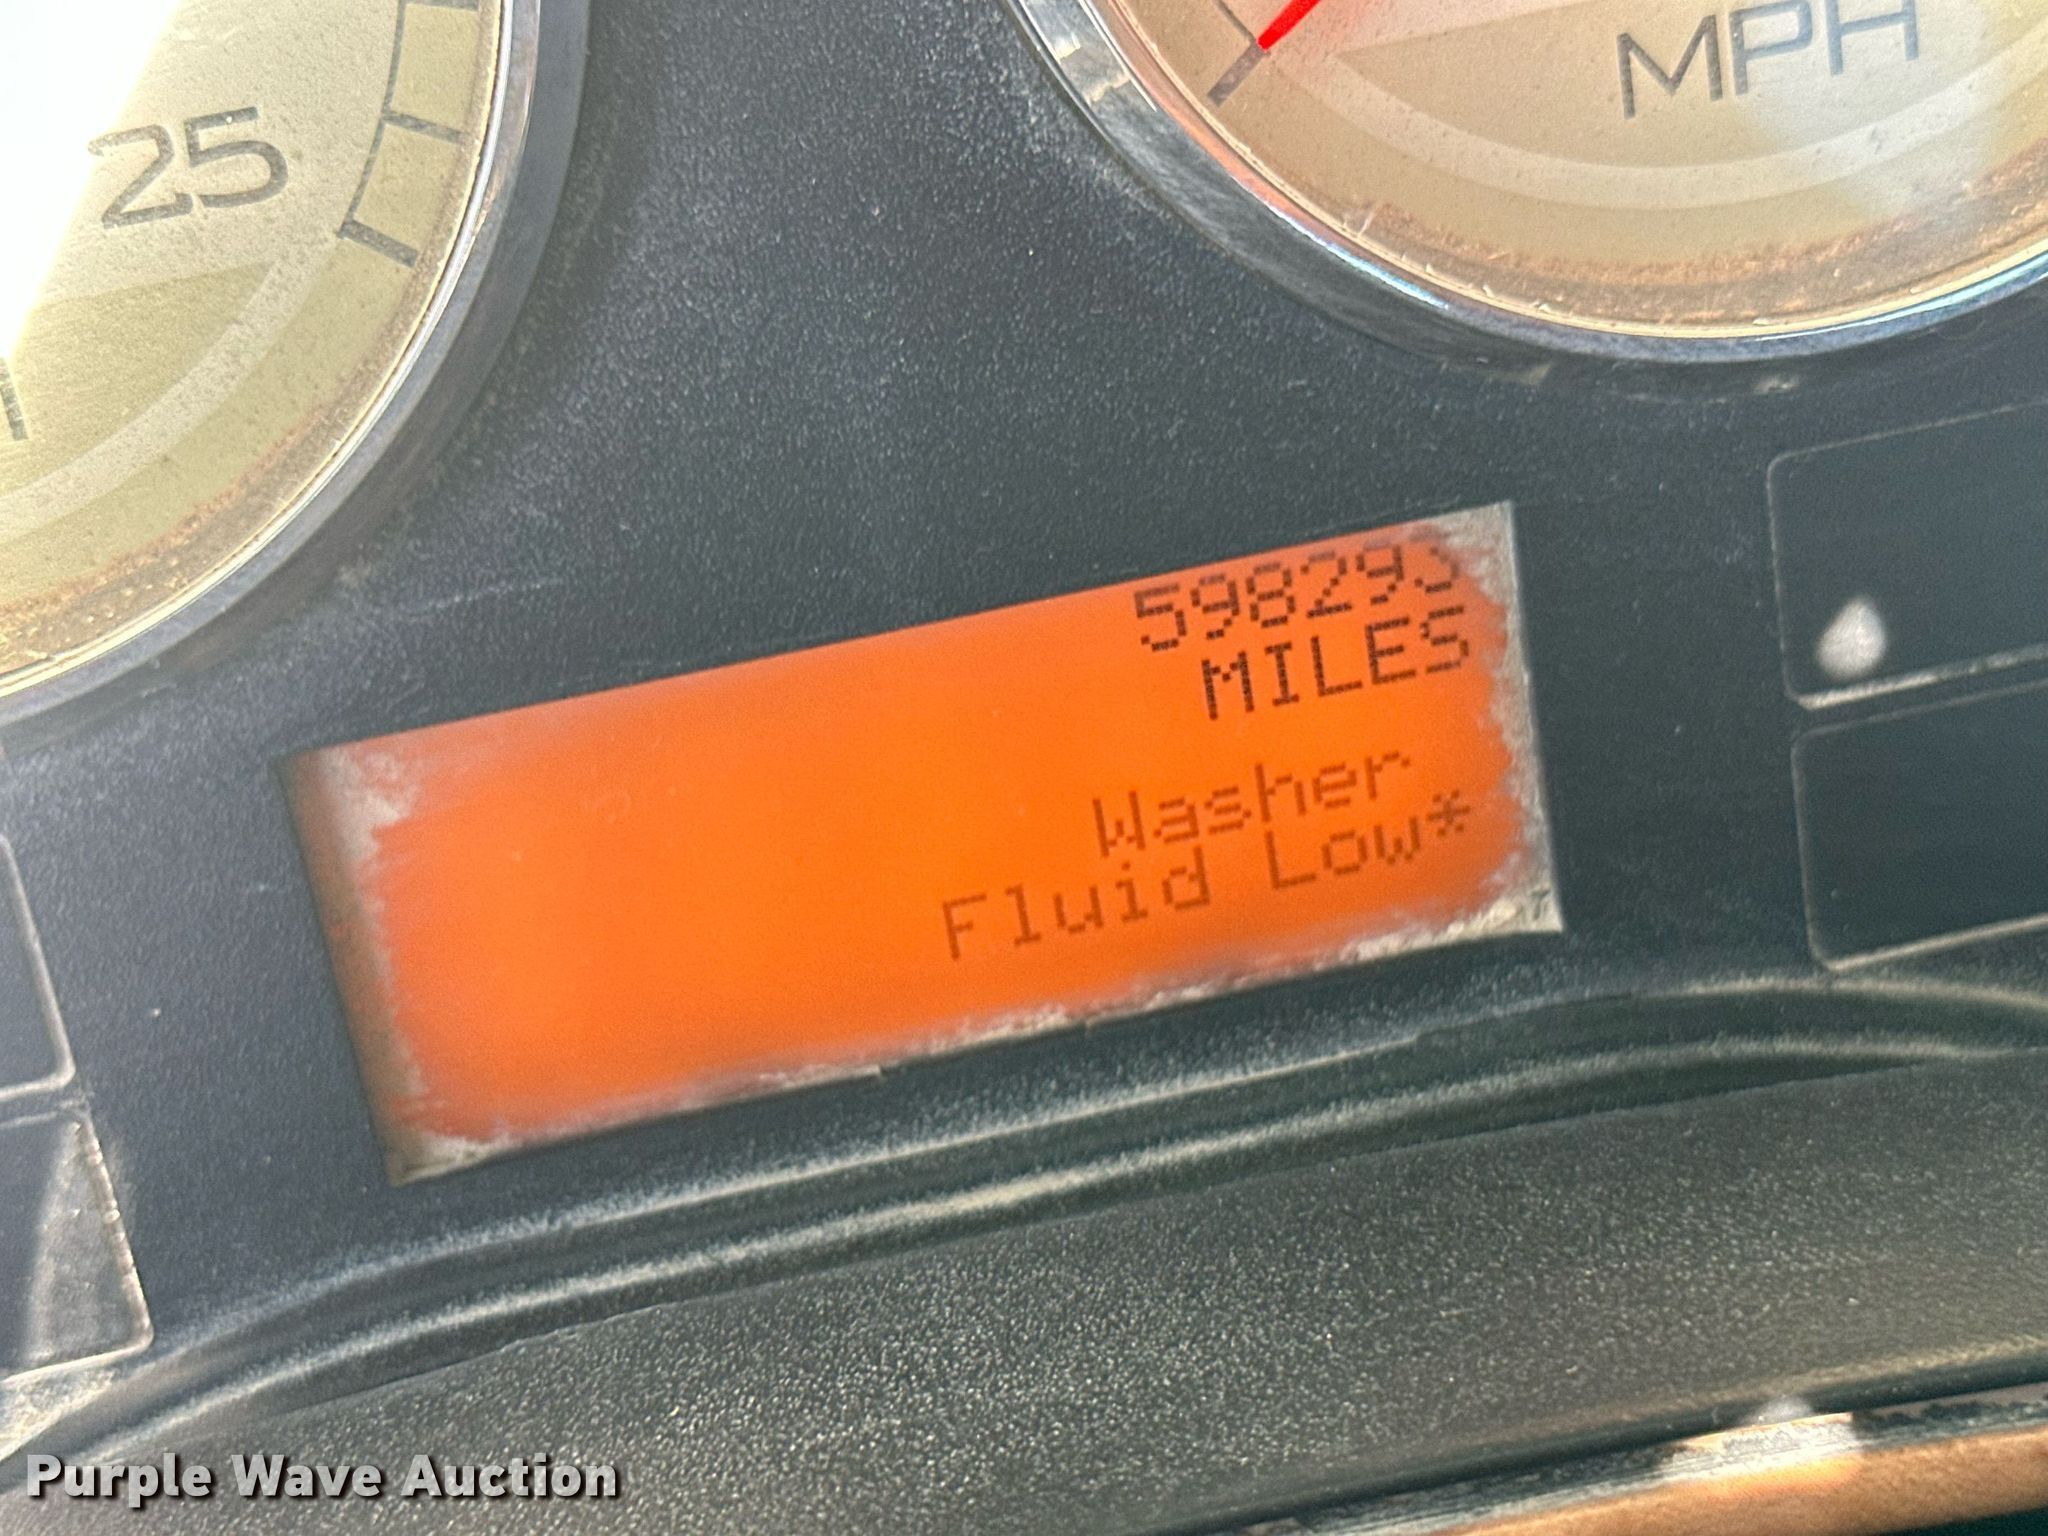 25
MPH
598293
MILES
Washer
Fluid Low*
Purple Wave Auction